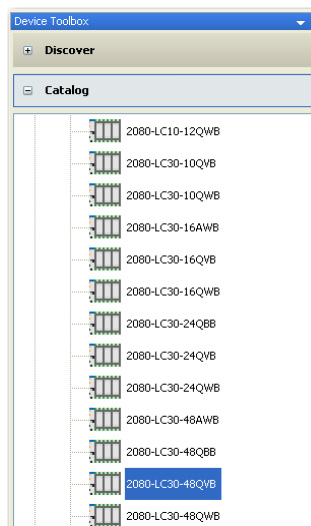 Device Toolbox
Discover
Catalog
2080-LC10-12QWB
2080-LC30-10QVB
2080-LC30-10QWB
2080-LC30-16AWB
2080-LC30-16QVB
2080-LC30-16QWB
2080-LC30-24QBB
2080-LC30-24QVB
2080-LC30-24QWB
2080-LC30-48AWB
2080-LC30-48QBB
2080-LC30-48QVB
2080-LC30-48QWB